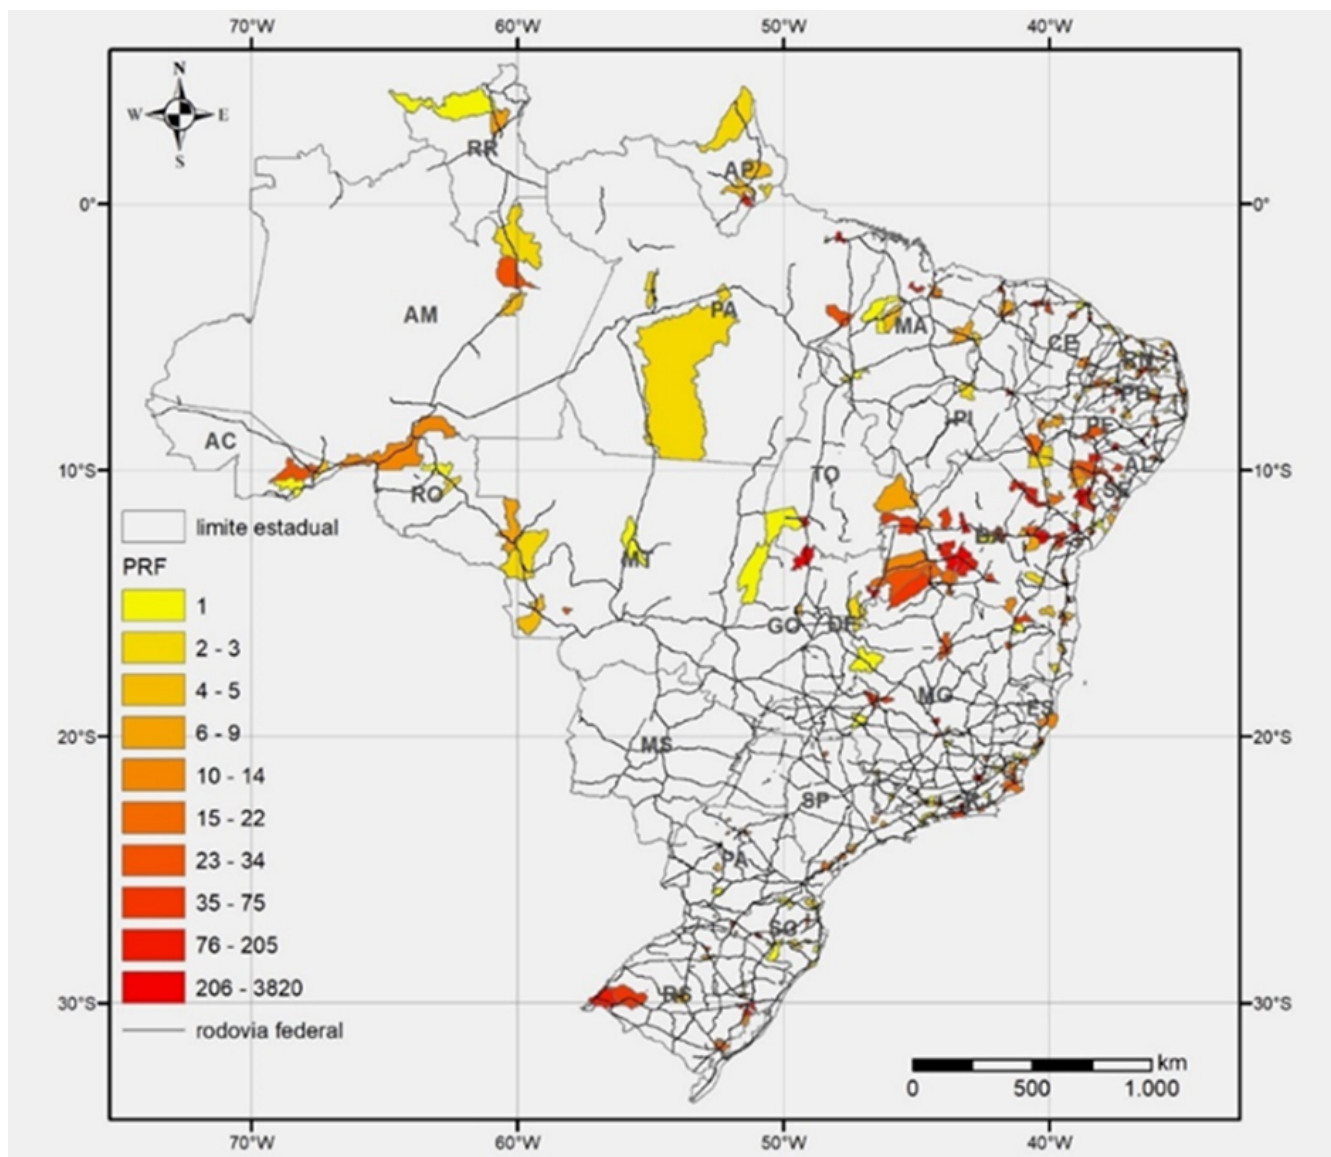 70°W 60°W 50°W 40°W
N
W E
S
RR
AP
0° 0°
AM
PA
MA
CE
RN
PB
PI
PE
AC
TO
AL
10°S 10°S
SE
RO
BA
limite estadual
MT
PRF
1
GO DF
2 - 3
4 - 5
MG
ES
6 - 9
20°S 20°S
MS
10 - 14
SP
RJ
15 - 22
PA
23 - 34
35 - 75
SC
76 - 205
206 - 3820
RS
30°S 30°S
rodovia federal
km
0 500 1.000
70°W 60°W 50°W 40°W